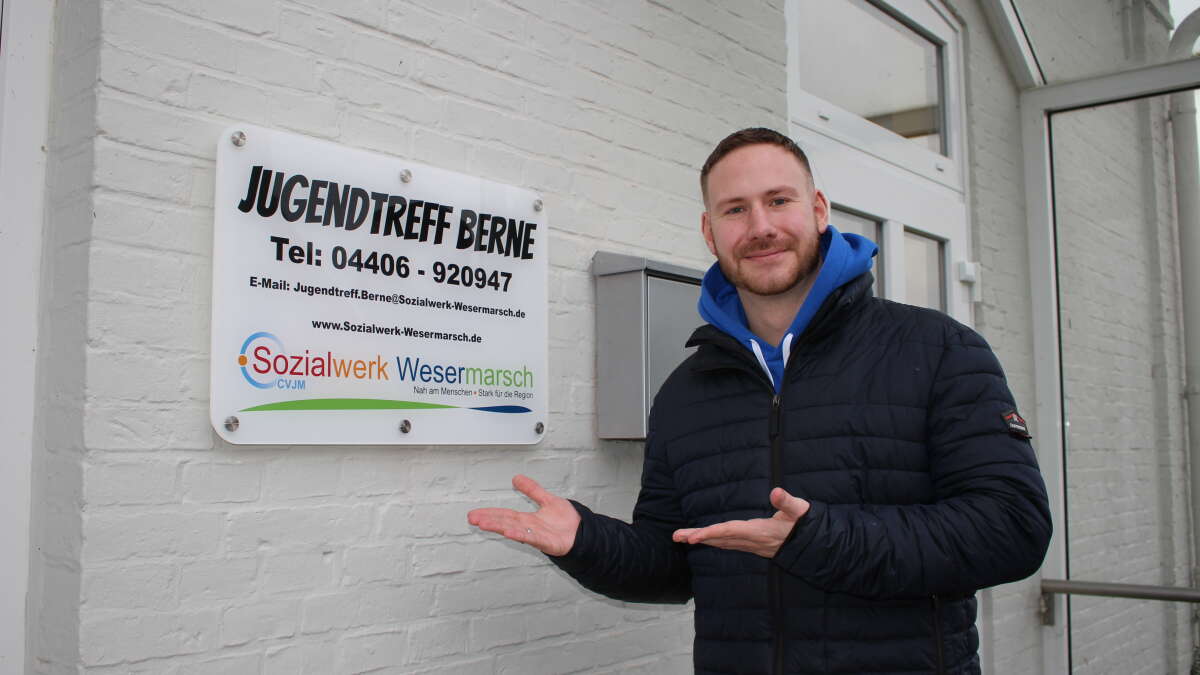 JUGENDTREFF BERNE
Tel: 04406 - 920947
E-Mail: Jugendtreff.Berne@Sozialwerk-Wesermarsch.de
www.Sozialwerk-Wesermarsch.de
Sozialwerk Wesermarsch
CVJM
Nah am Menschen • Stark für die Region